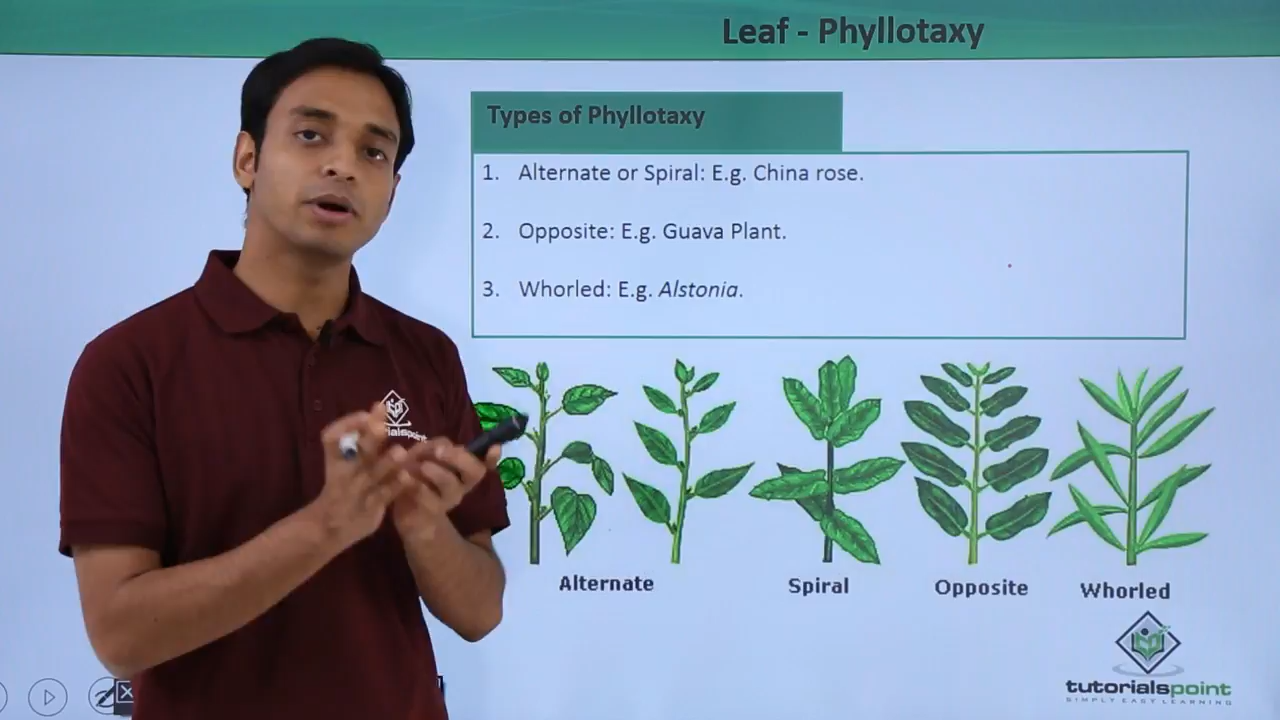 Leaf - Phyllotaxy
Types of Phyllotaxy
1. Alternate or Spiral: E.g. China rose.
2. Opposite: E.g. Guava Plant.
3. Whorled: E.g. Alstonia.
Alternate
Spiral
Opposite
Whorled
tutorialspoint
SIMPLY EASY LEARNING